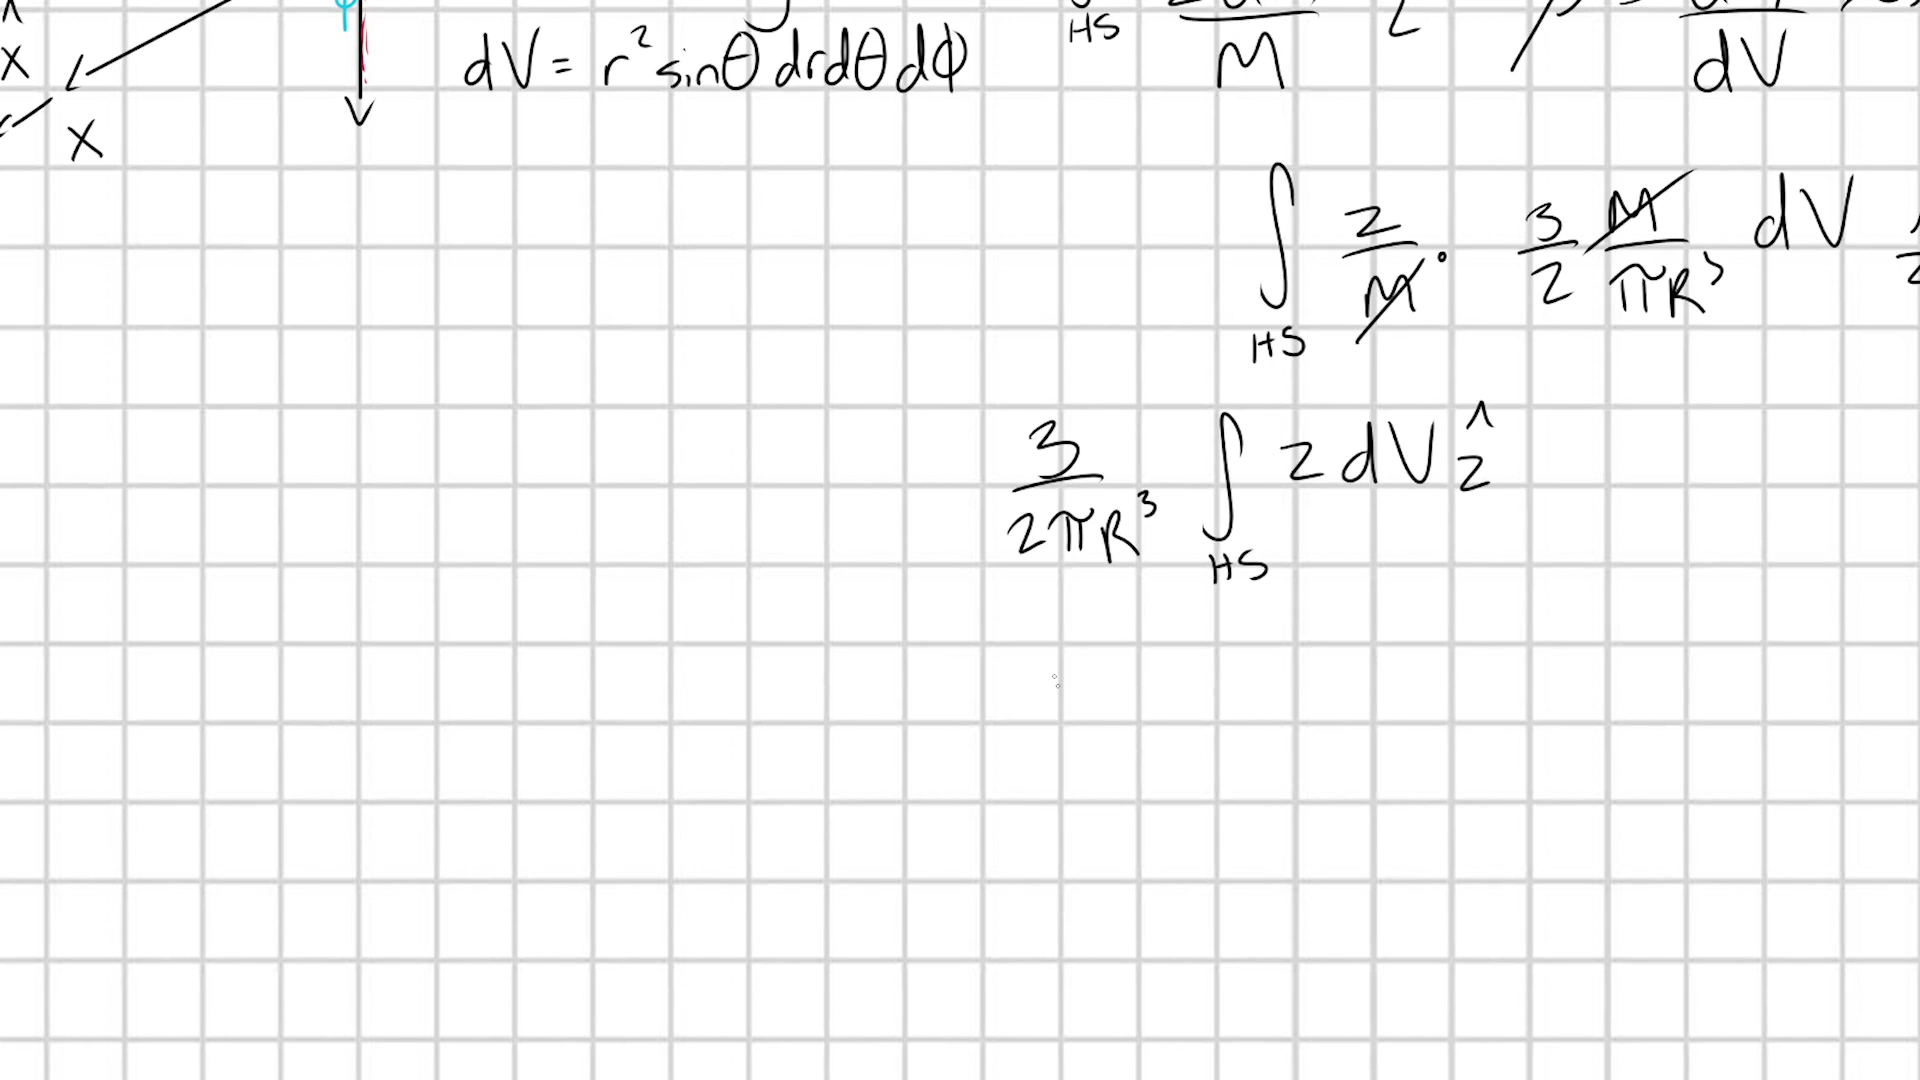 x
x
dV = r² sinθ dr dθ dϕ
HS M z dV
∫ HS z/M · 3/2 M/πR³ dV
3/2πR³ ∫ HS z dV ẑ